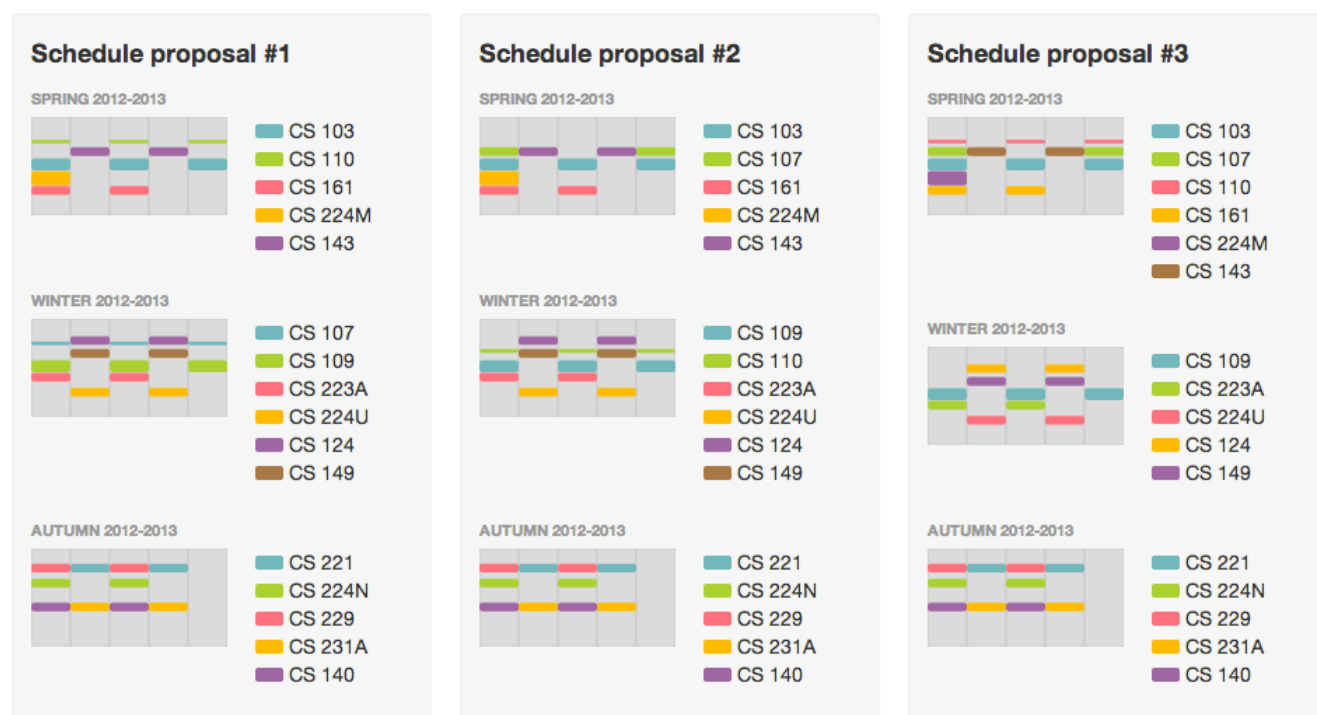 Schedule proposal #1
SPRING 2012-2013
CS 103
CS 110
CS 161
CS 224M
CS 143
WINTER 2012-2013
CS 107
CS 109
CS 223A
CS 224U
CS 124
CS 149
AUTUMN 2012-2013
CS 221
CS 224N
CS 229
CS 231A
CS 140
Schedule proposal #2
SPRING 2012-2013
CS 103
CS 107
CS 161
CS 224M
CS 143
WINTER 2012-2013
CS 109
CS 110
CS 223A
CS 224U
CS 124
CS 149
AUTUMN 2012-2013
CS 221
CS 224N
CS 229
CS 231A
CS 140
Schedule proposal #3
SPRING 2012-2013
CS 103
CS 107
CS 110
CS 161
CS 224M
CS 143
WINTER 2012-2013
CS 109
CS 223A
CS 224U
CS 124
CS 149
AUTUMN 2012-2013
CS 221
CS 224N
CS 229
CS 231A
CS 140